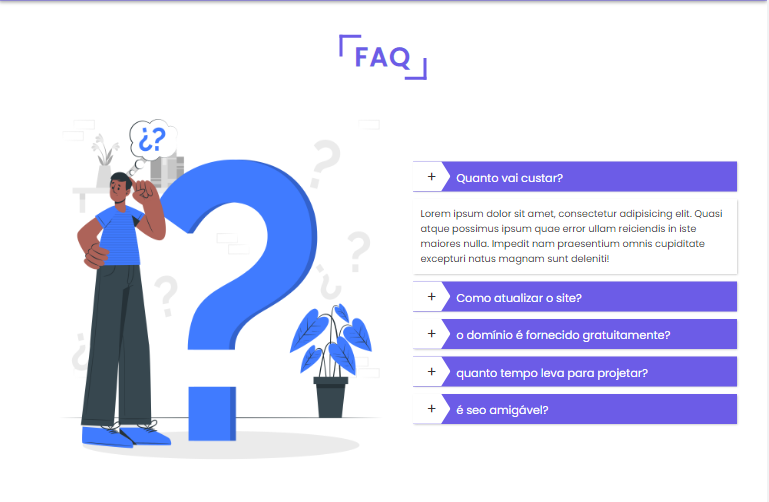 FAQ
¿?
+ Quanto vai custar?
Lorem ipsum dolor sit amet, consectetur adipisicing elit. Quasi
atque possimus ipsum quae error ullam reiciendis in iste
maiores nulla. Impedit nam praesentium omnis cupiditate
excepturi natus magnam sunt deleniti!
+ Como atualizar o site?
+ o domínio é fornecido gratuitamente?
+ quanto tempo leva para projetar?
+ é seo amigável?